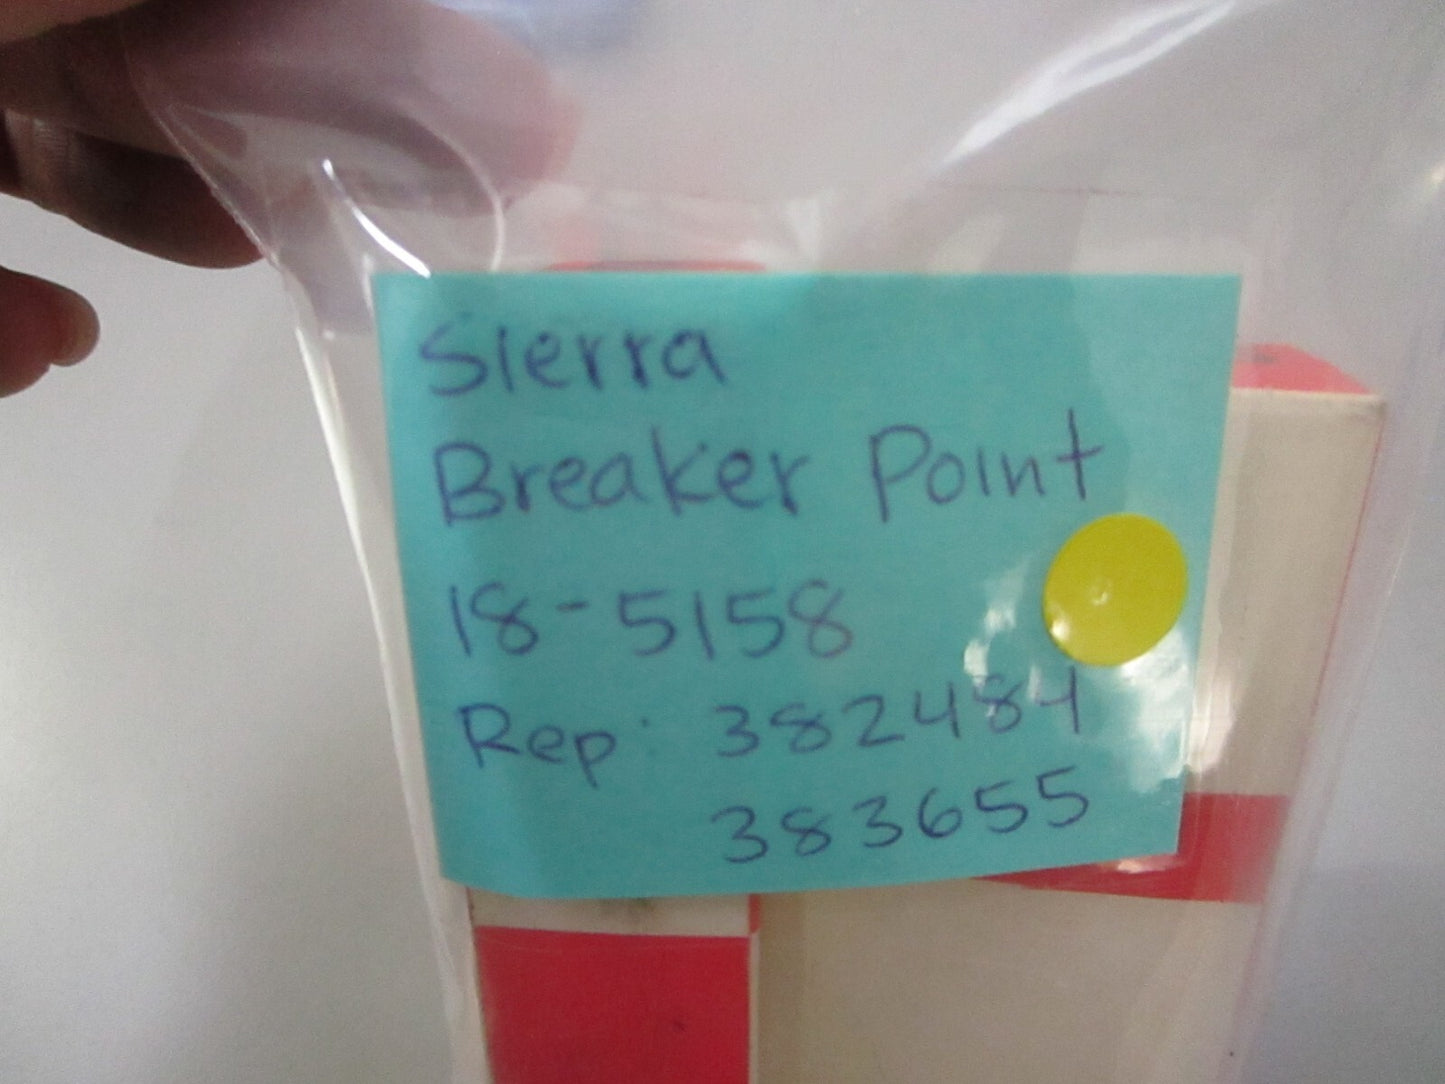 Sierra
Breaker Point
18-5158
Rep: 382484
383655